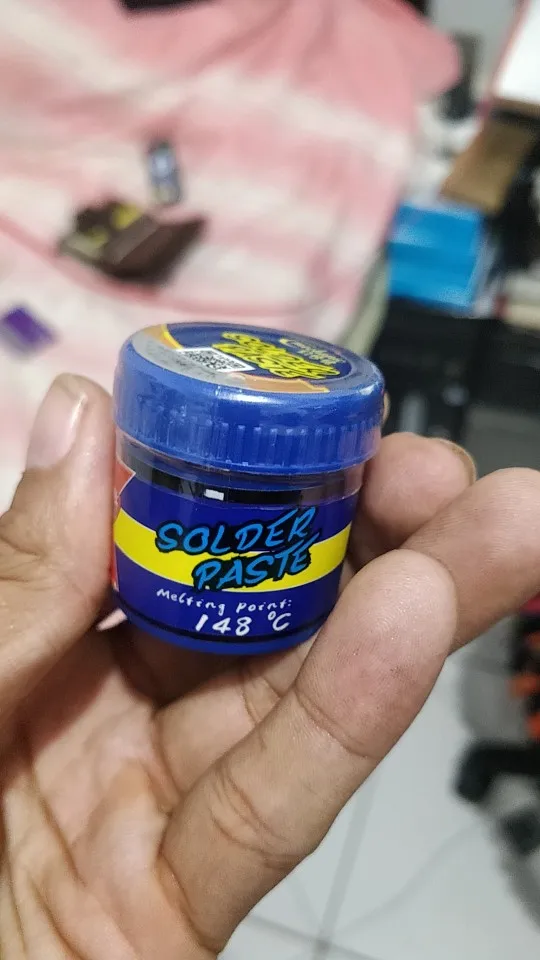 SOLDER
PASTE
Melting Point:
148 °C